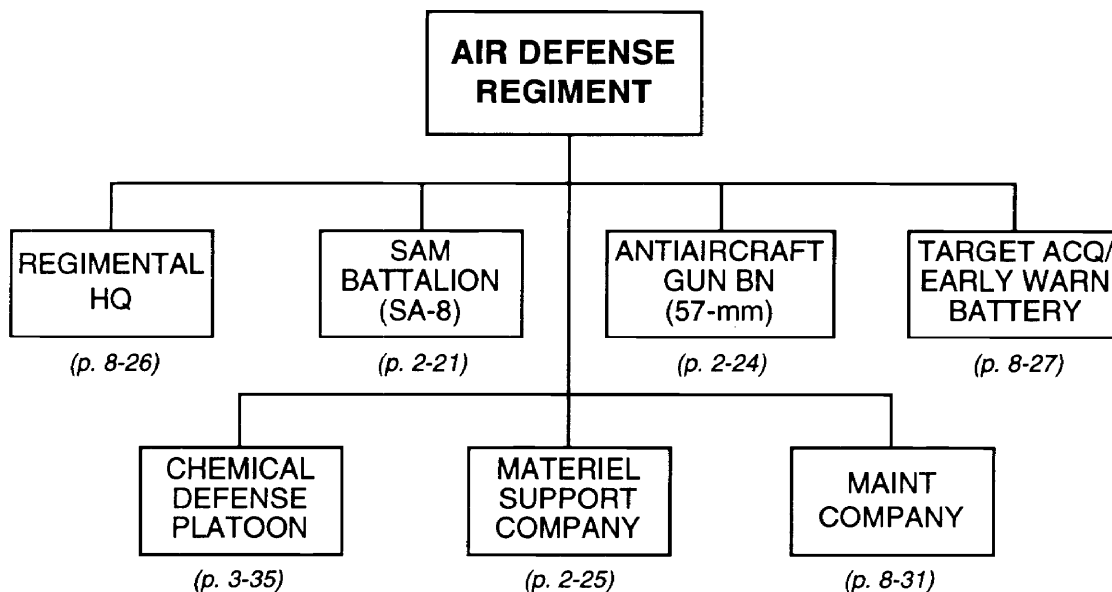 AIR DEFENSE
REGIMENT
REGIMENTAL
HQ
(p. 8-26)
SAM
BATTALION
(SA-8)
(p. 2-21)
ANTIAIRCRAFT
GUN BN
(57-mm)
(p. 2-24)
TARGET ACQ/
EARLY WARN
BATTERY
(p. 8-27)
CHEMICAL
DEFENSE
PLATOON
(p. 3-35)
MATERIEL
SUPPORT
COMPANY
(p. 2-25)
MAINT
COMPANY
(p. 8-31)